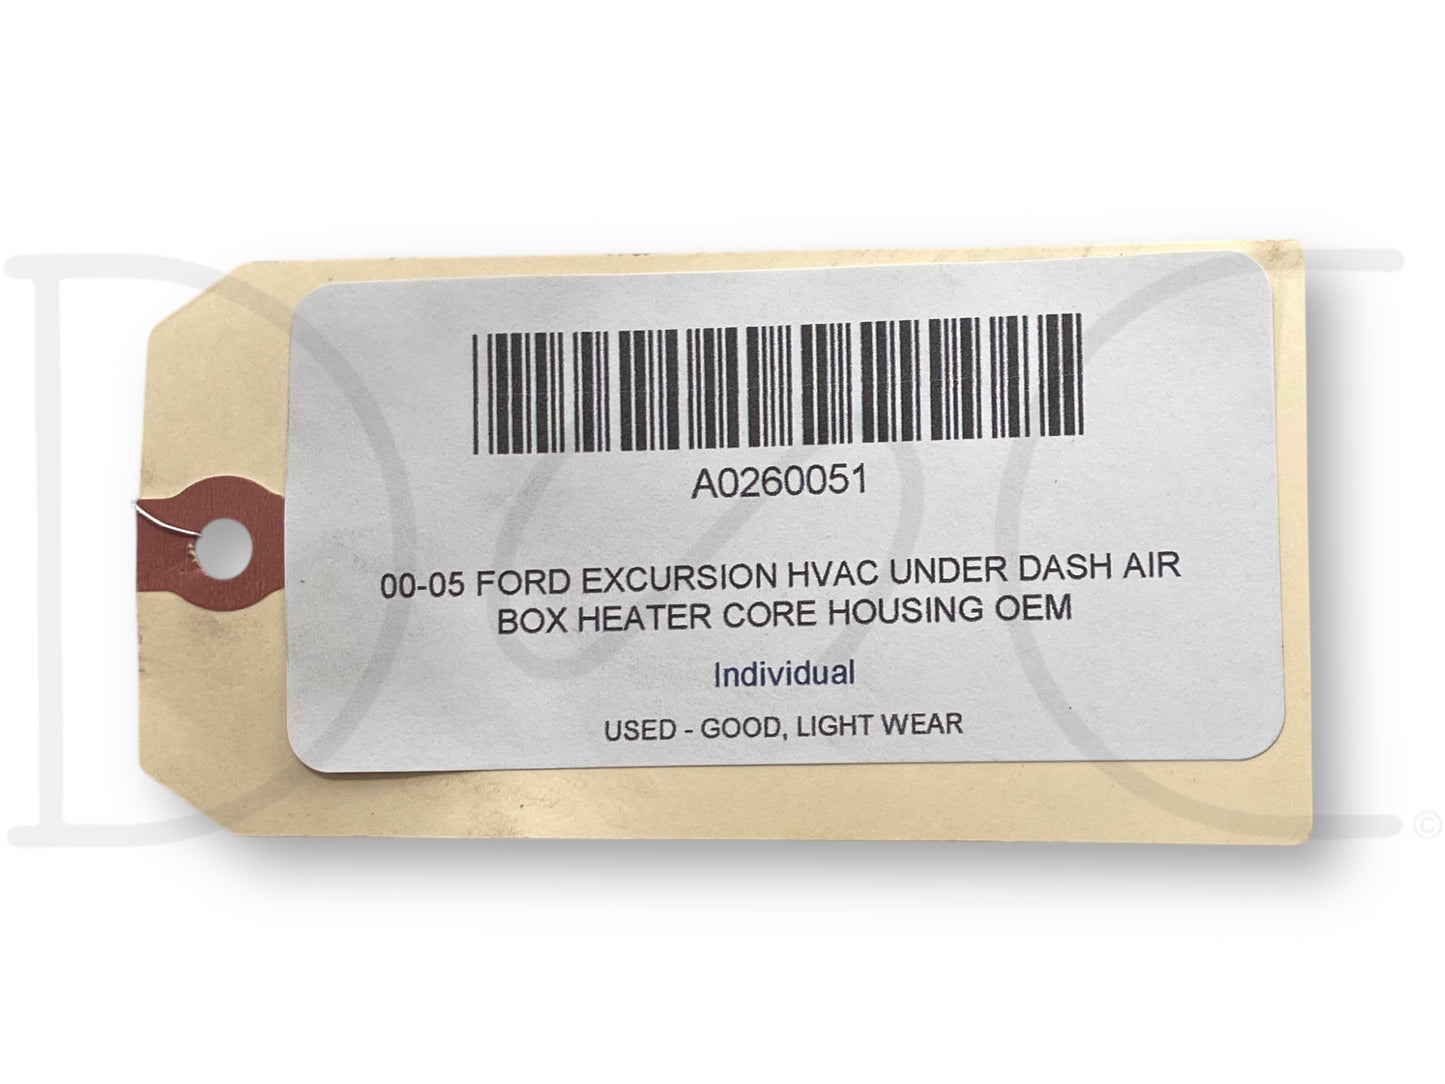 A0260051
00-05 FORD EXCURSION HVAC UNDER DASH AIR
BOX HEATER CORE HOUSING OEM
Individual
USED - GOOD, LIGHT WEAR
©